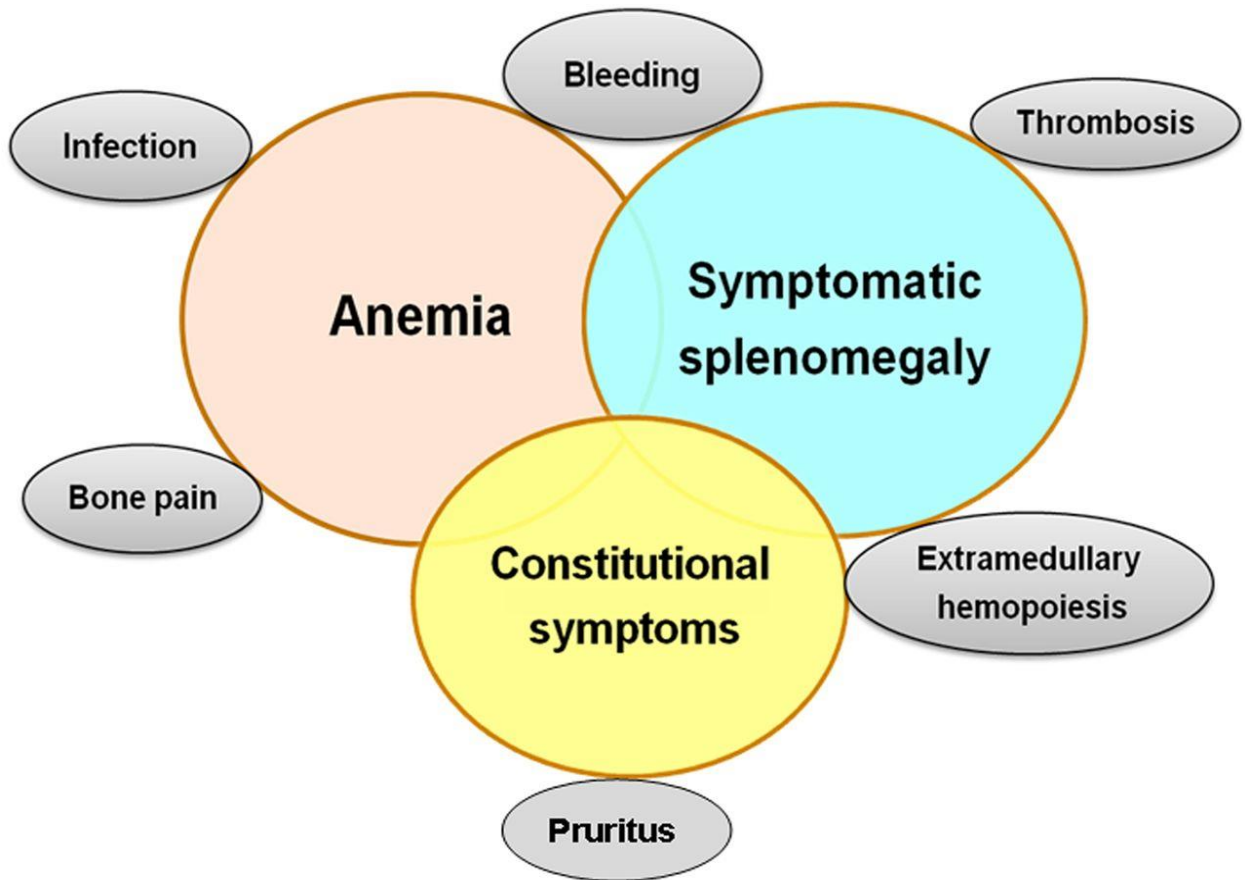 Bleeding
Thrombosis
Infection
Anemia
Symptomatic
splenomegaly
Bone pain
Constitutional
symptoms
Extramedullary
hemopoiesis
Pruritus